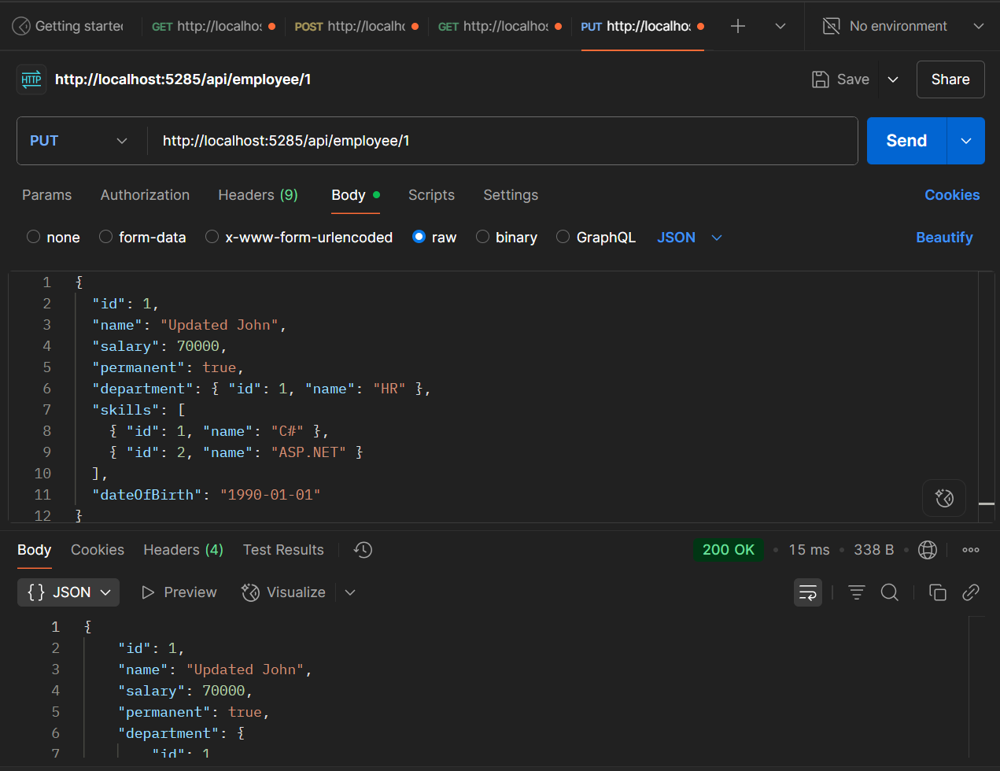 Getting starte
GET http://localhos
POST http://localhc
GET http://localhos
PUT http://localhos
No environment
HTTP http://localhost:5285/api/employee/1
Save
Share
PUT http://localhost:5285/api/employee/1
Send
Params Authorization Headers (9) Body Scripts Settings Cookies
none form-data x-www-form-urlencoded raw binary GraphQL JSON Beautify
1 {
2 "id": 1,
3 "name": "Updated John",
4 "salary": 70000,
5 "permanent": true,
6 "department": { "id": 1, "name": "HR" },
7 "skills": [
8 { "id": 1, "name": "C#" },
9 { "id": 2, "name": "ASP.NET" }
10 ],
11 "dateOfBirth": "1990-01-01"
12 }
Body Cookies Headers (4) Test Results 200 OK • 15 ms • 338 B •
{} JSON Preview Visualize
1 {
2 "id": 1,
3 "name": "Updated John",
4 "salary": 70000,
5 "permanent": true,
6 "department": {
7 "id": 1